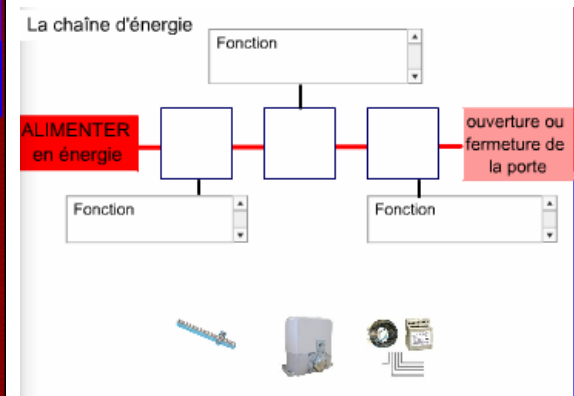 La chaîne d'énergie
Fonction
ALIMENTER
en énergie
ouverture ou
fermeture de
la porte
Fonction
Fonction